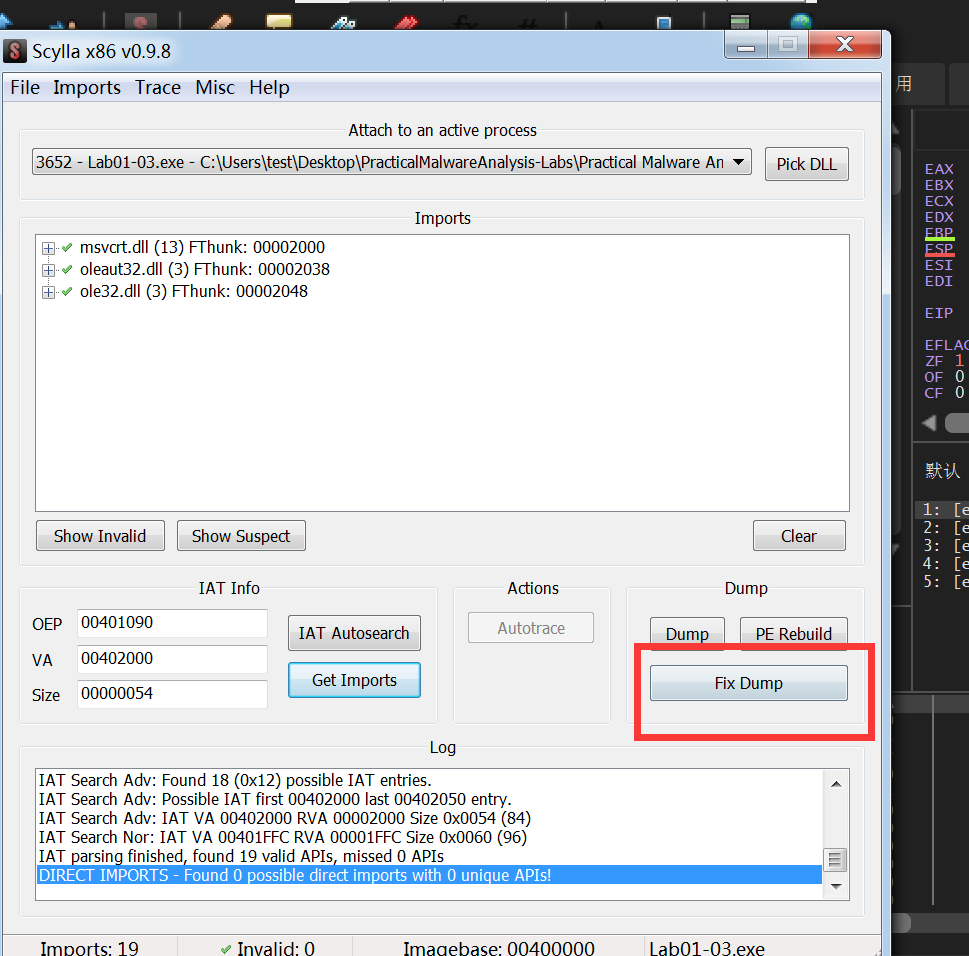 Scylla x86 v0.9.8
File Imports Trace Misc Help
用
Attach to an active process
3652 - Lab01-03.exe - C:\Users\test\Desktop\PracticalMalwareAnalysis-Labs\Practical Malware An
Pick DLL
Imports
msvcrt.dll (13) FThunk: 00002000
oleaut32.dll (3) FThunk: 00002038
ole32.dll (3) FThunk: 00002048
Show Invalid
Show Suspect
Clear
IAT Info
OEP 00401090
VA 00402000
Size 00000054
IAT Autosearch
Get Imports
Actions
Autotrace
Dump
Dump
PE Rebuild
Fix Dump
Log
IAT Search Adv: Found 18 (0x12) possible IAT entries.
IAT Search Adv: Possible IAT first 00402000 last 00402050 entry.
IAT Search Adv: IAT VA 00402000 RVA 00002000 Size 0x0054 (84)
IAT Search Nor: IAT VA 00401FFC RVA 00001FFC Size 0x0060 (96)
IAT parsing finished, found 19 valid APIs, missed 0 APIs
DIRECT IMPORTS - Found 0 possible direct imports with 0 unique APIs!
Imports: 19
Invalid: 0
Imagebase: 00400000
Lab01-03.exe
EAX
EBX
ECX
EDX
EBP
ESP
ESI
EDI
EIP
EFLAG
ZF 1
OF 0
CF 0
默认
1: [e
2: [e
3: [e
4: [e
5: [e